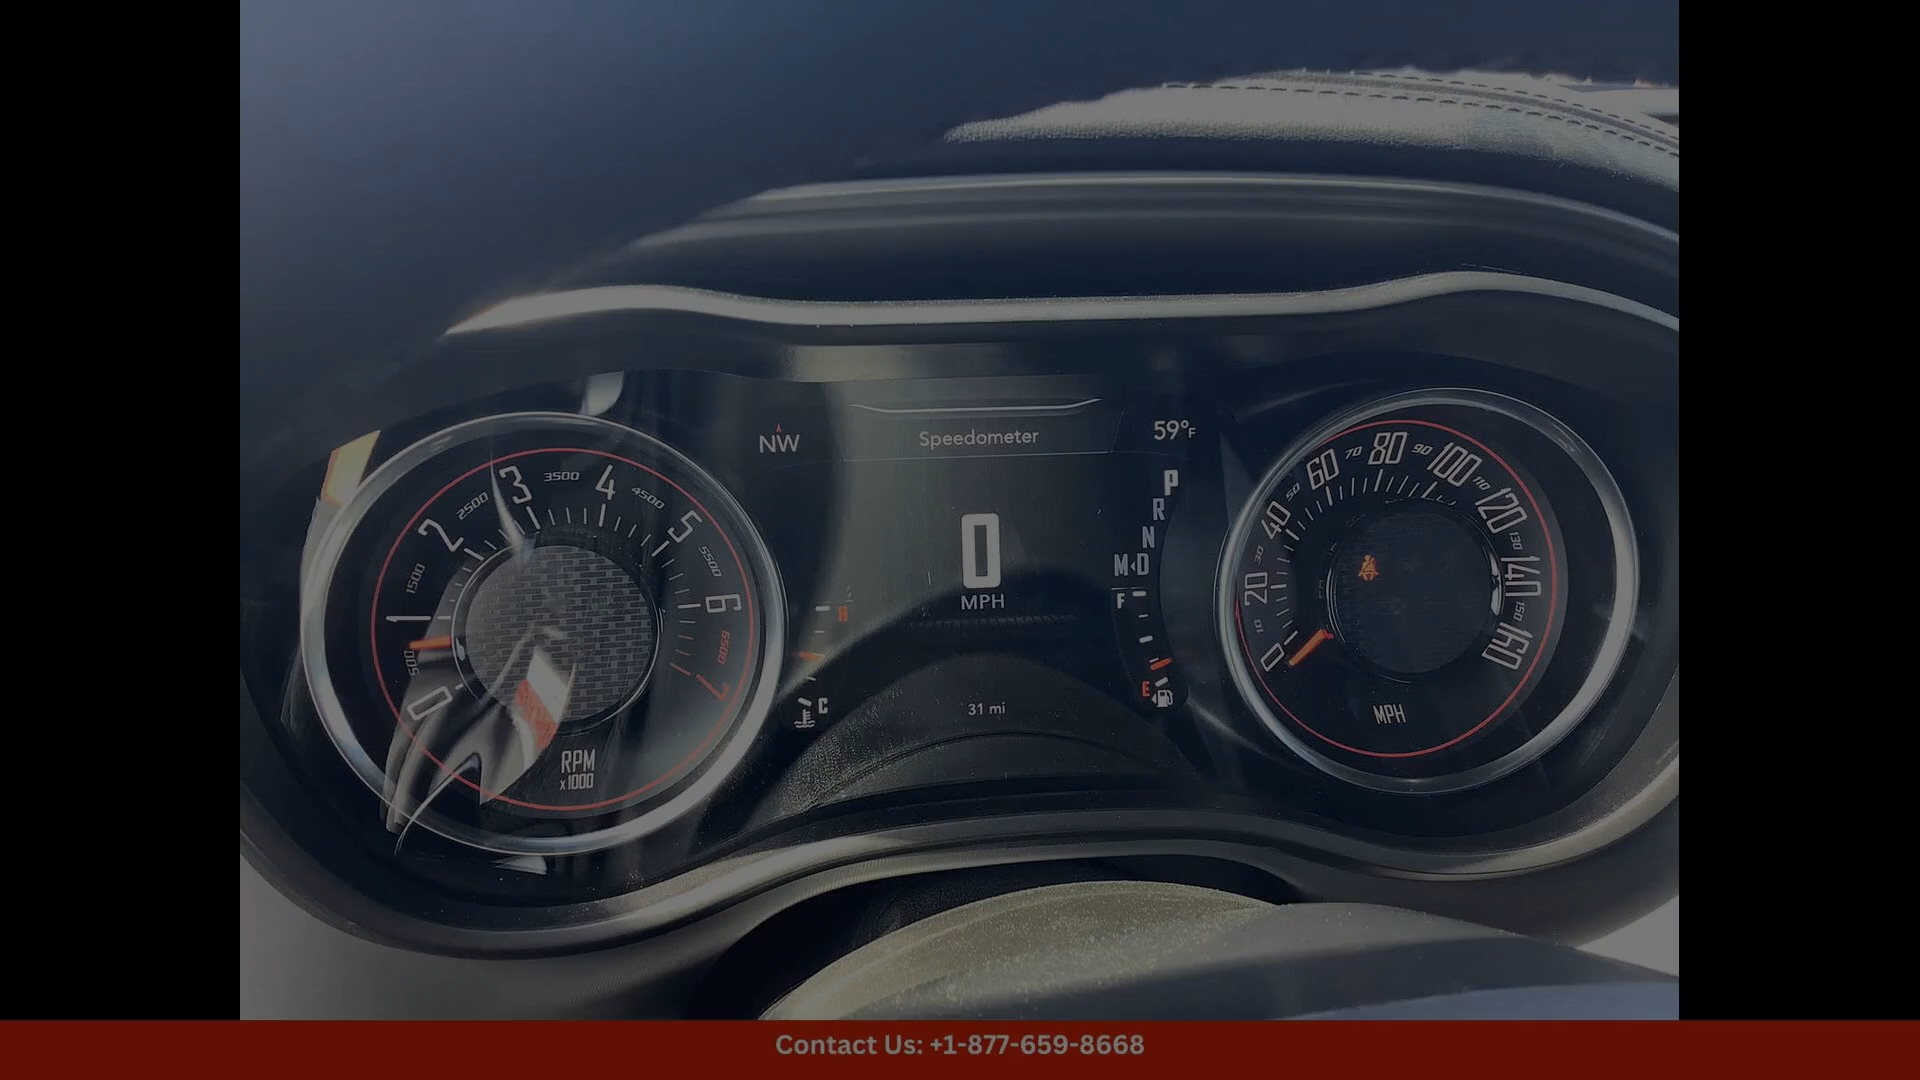 NW
Speedometer
59°F
0
MPH
31 mi
P
R
N
M◁D
F
E
H
C
0
500
1
1500
2
2500
3
3500
4
4500
5
5500
6
6500
7
RPM
x1000
0
10
20
30
40
50
60
70
80
90
100
110
120
130
140
150
160
MPH
Contact Us: +1-877-659-8668